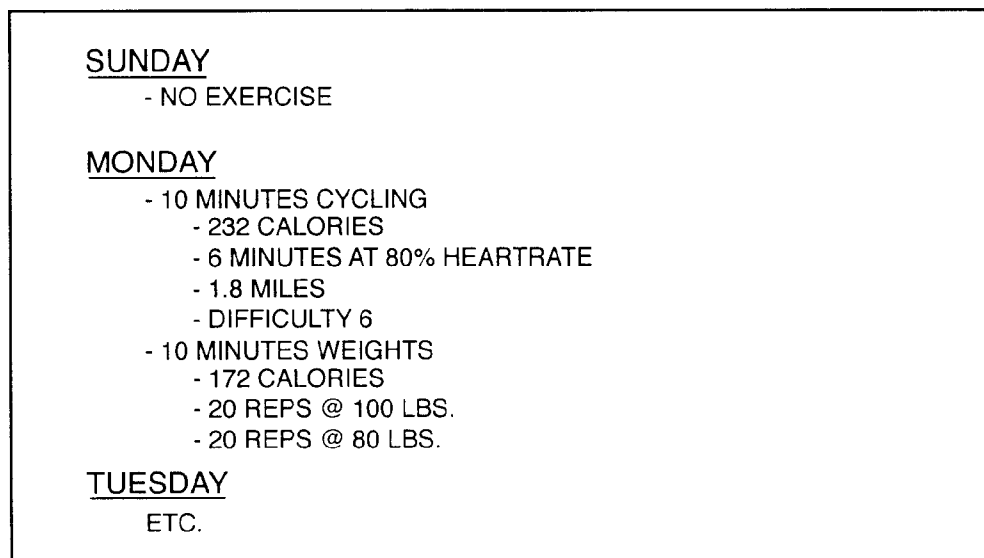 SUNDAY
- NO EXERCISE
MONDAY
- 10 MINUTES CYCLING
- 232 CALORIES
- 6 MINUTES AT 80% HEARTRATE
- 1.8 MILES
- DIFFICULTY 6
- 10 MINUTES WEIGHTS
- 172 CALORIES
- 20 REPS @ 100 LBS.
- 20 REPS @ 80 LBS.
TUESDAY
ETC.